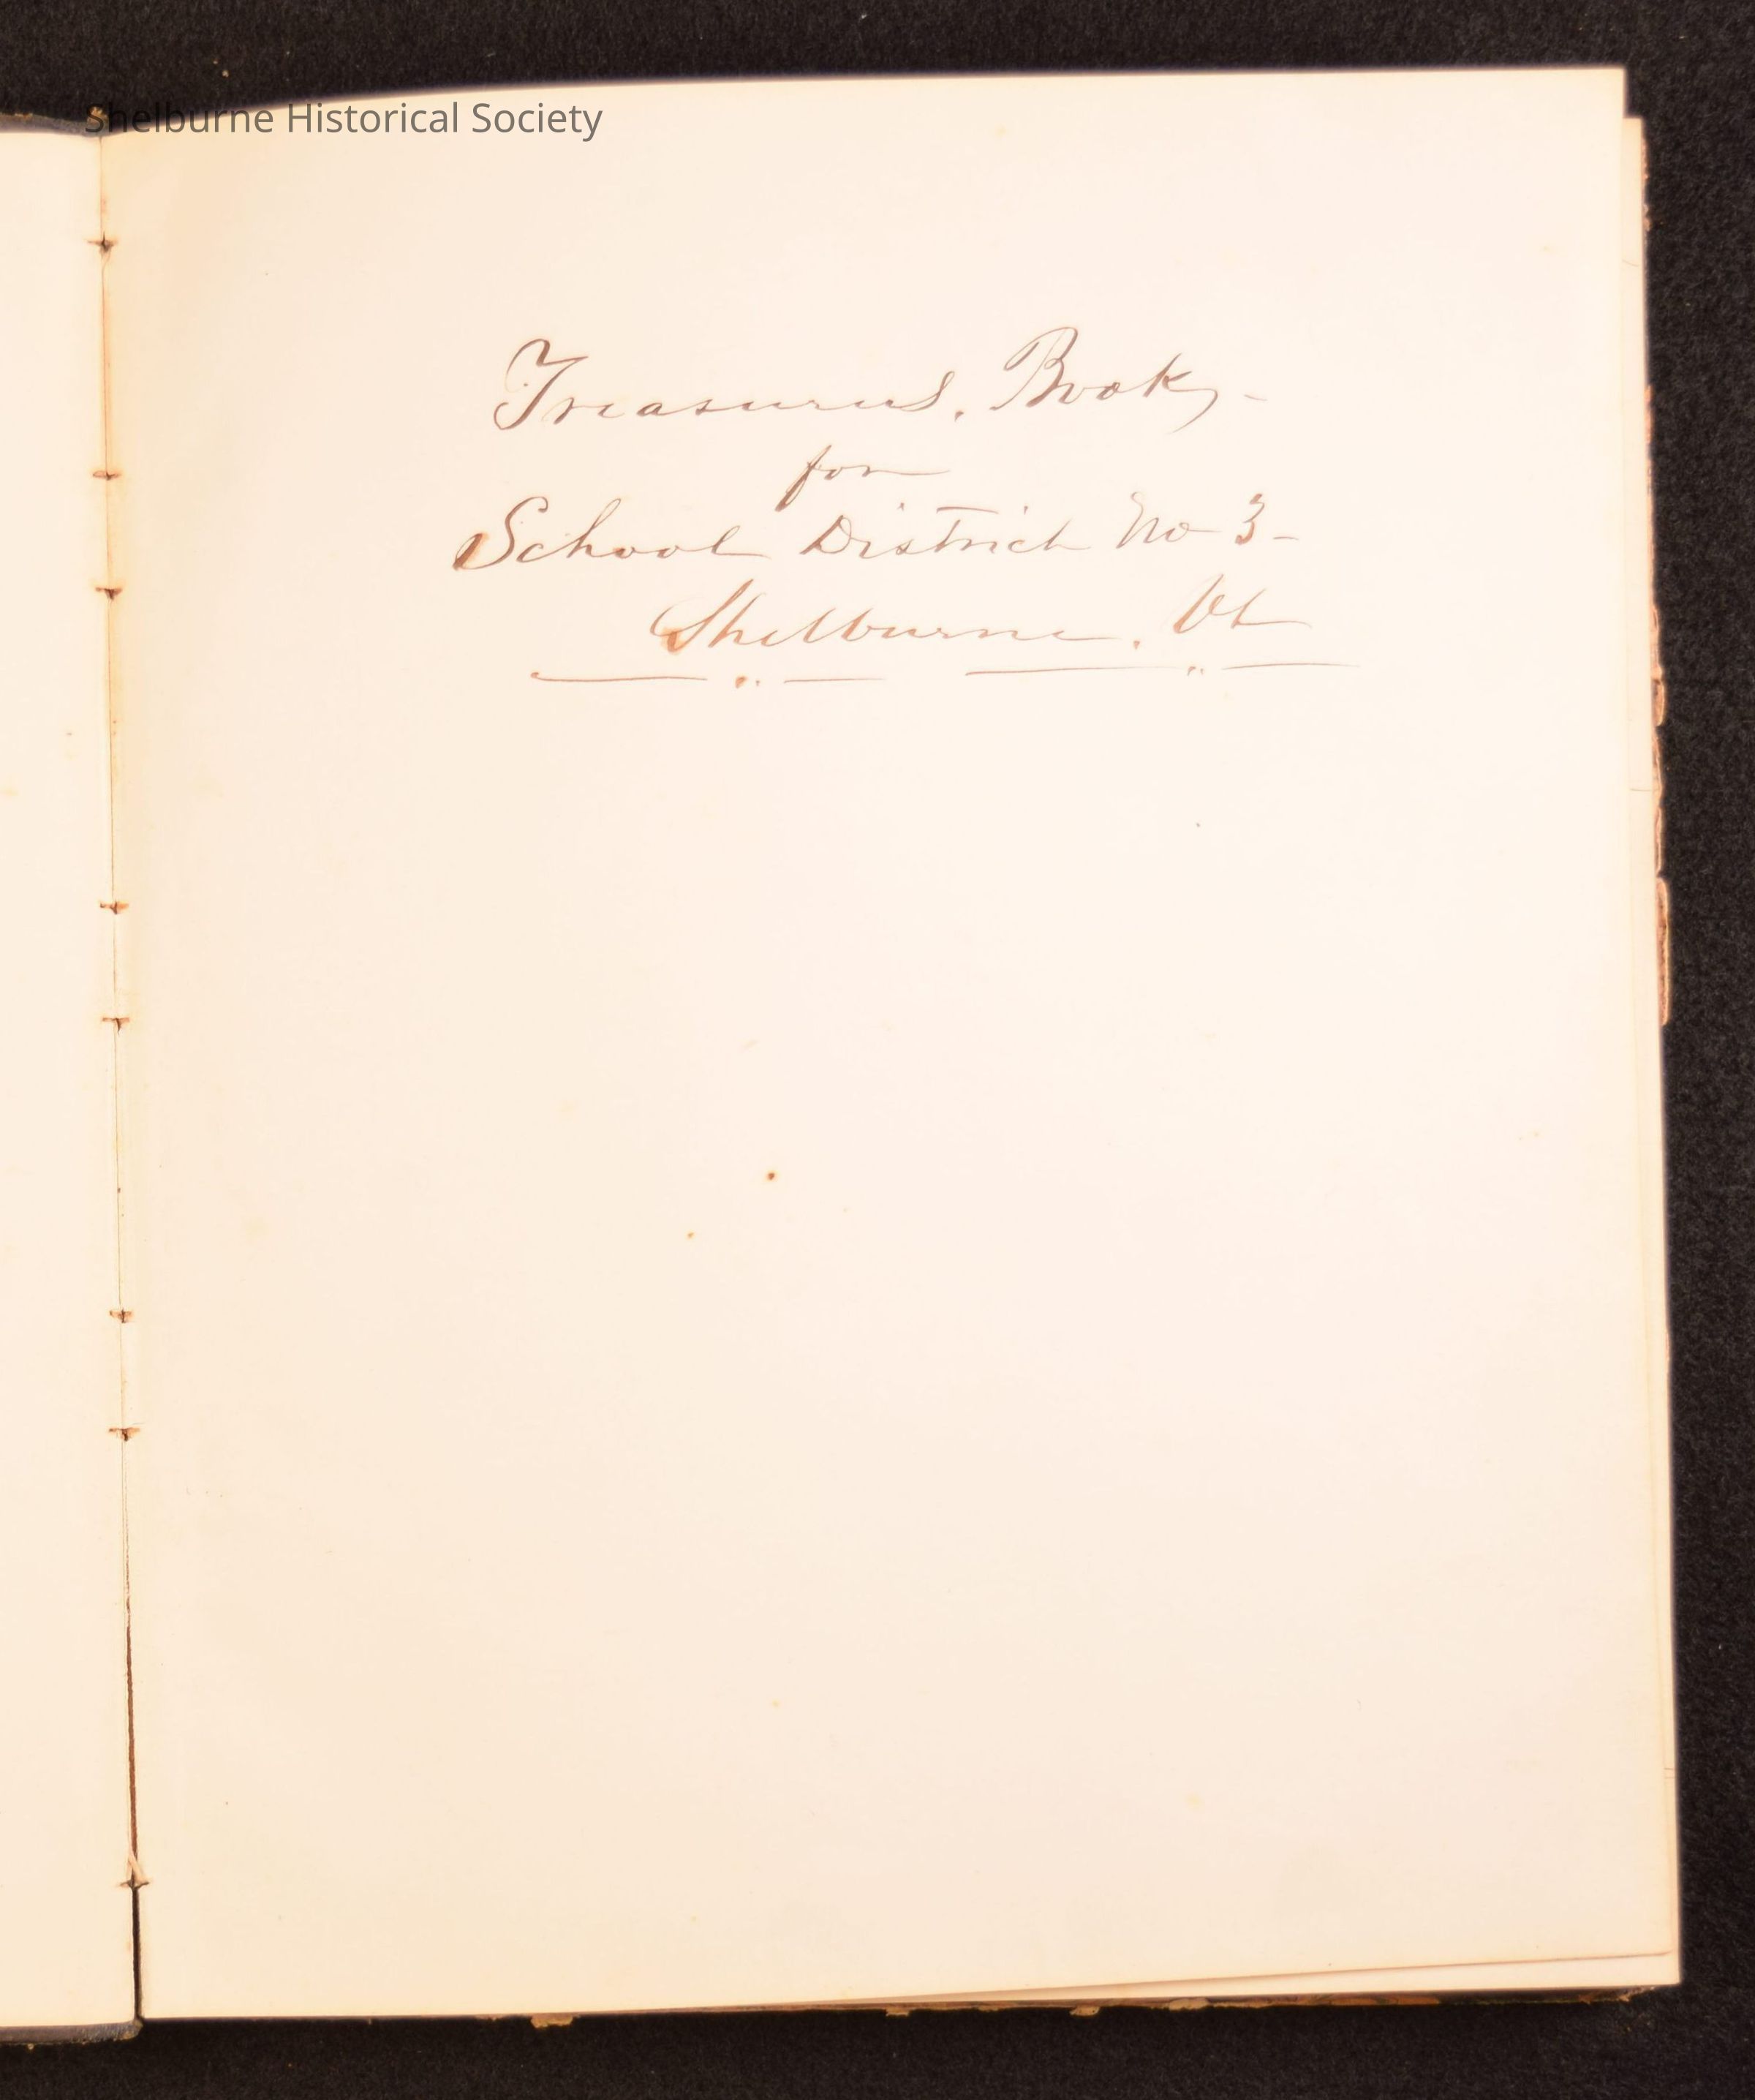 Shelburne Historical Society
Treasurers. Book,-
for
School District No 3-
Shelburne. Vt